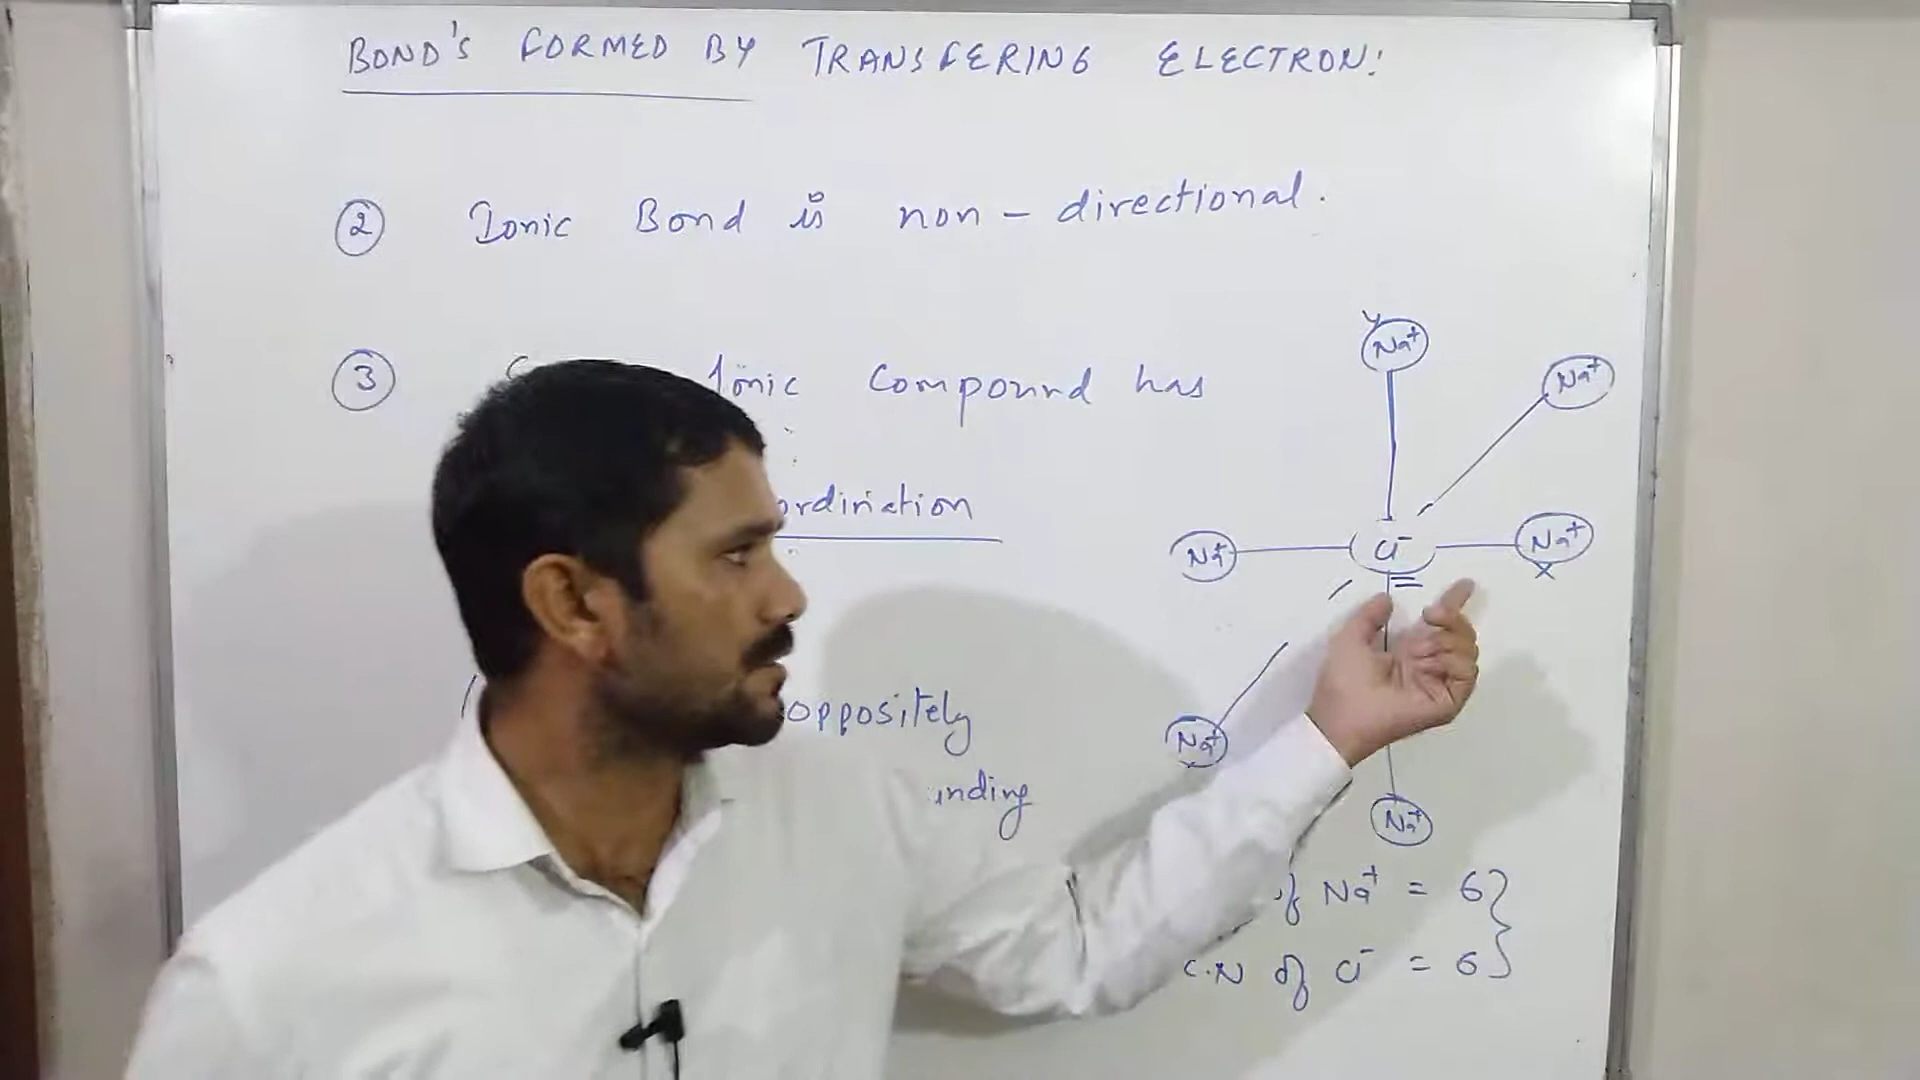 BOND'S FORMED BY TRANSFERING ELECTRON!
② Ionic Bond is non-directional.
③ Ionic Compound has
ordination
oppositely
Na⁺
Na⁺
Na⁺
Cl⁻
Na⁺
x
Na⁺
Na⁺
of Na⁺ = 6
C.N of Cl⁻ = 6